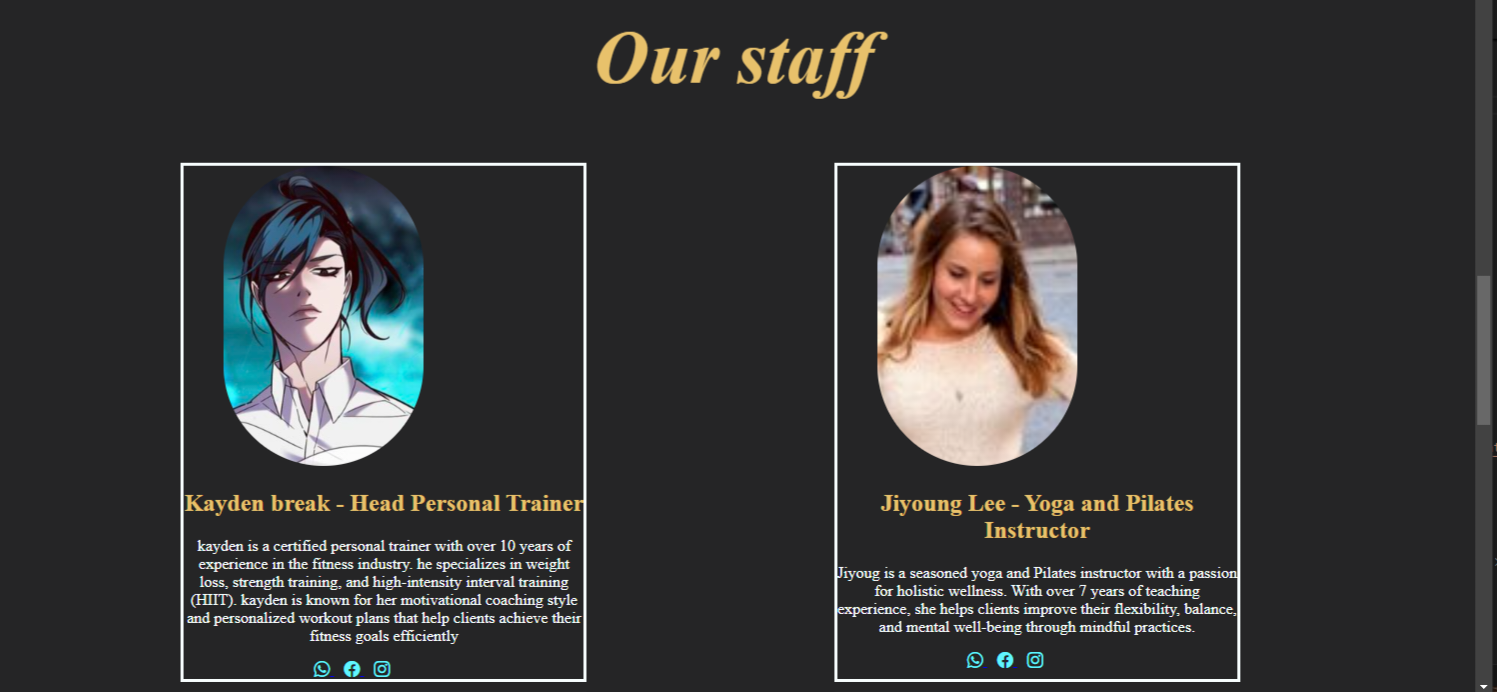 Our staff
Kayden break - Head Personal Trainer
kayden is a certified personal trainer with over 10 years of
experience in the fitness industry. he specializes in weight
loss, strength training, and high-intensity interval training
(HIIT). kayden is known for her motivational coaching style
and personalized workout plans that help clients achieve their
fitness goals efficiently
Jiyoung Lee - Yoga and Pilates
Instructor
Jiyoug is a seasoned yoga and Pilates instructor with a passion
for holistic wellness. With over 7 years of teaching
experience, she helps clients improve their flexibility, balance,
and mental well-being through mindful practices.